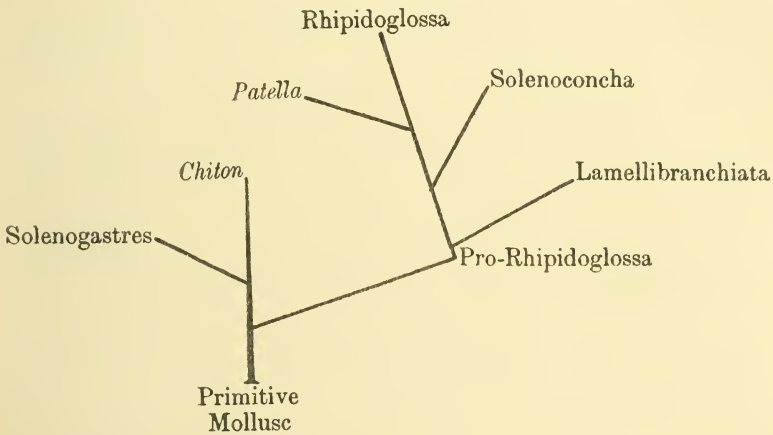 Rhipidoglossa
Patella
Solenoconcha
Chiton
Lamellibranchiata
Solenogastres
Pro-Rhipidoglossa
Primitive
Mollusc